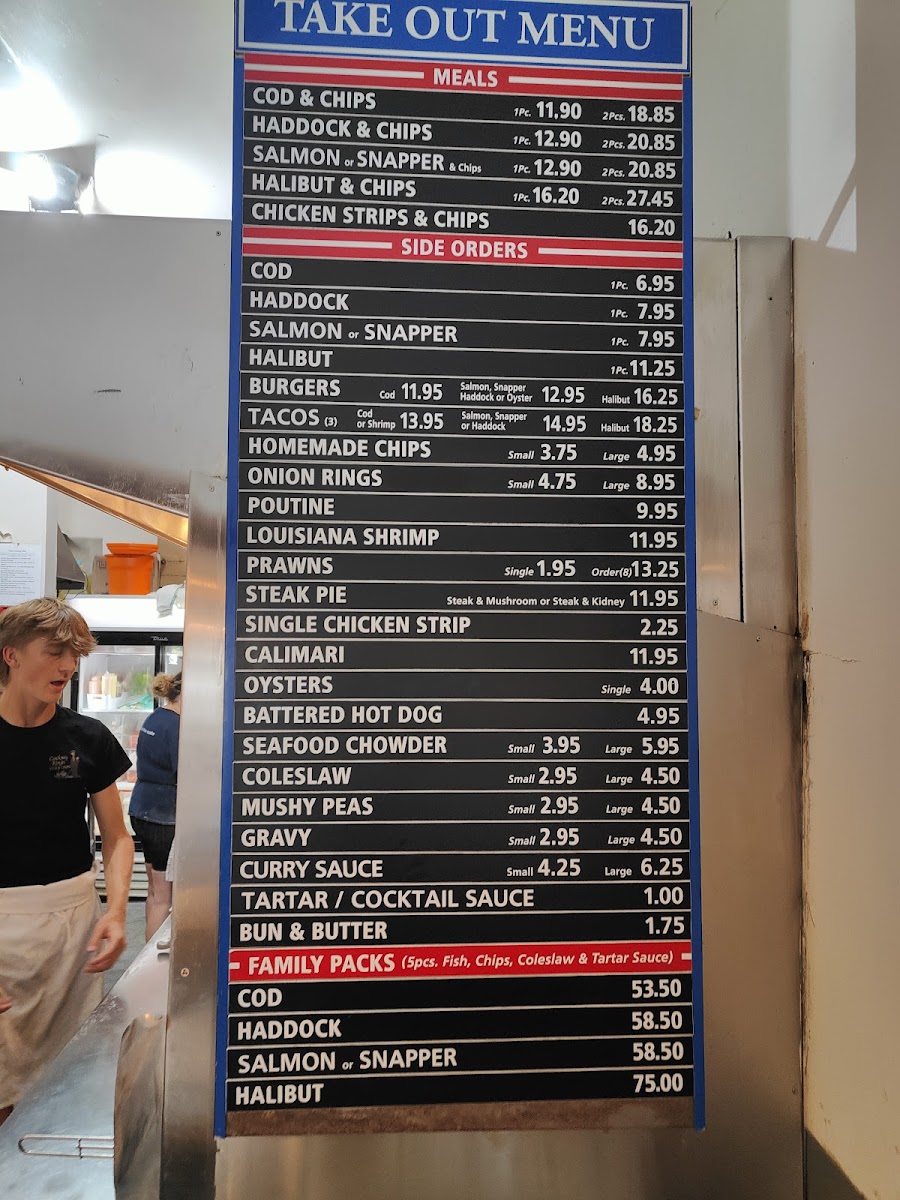 TAKE OUT MENU
MEALS
COD & CHIPS 1Pc. 11.90 2Pcs. 18.85
HADDOCK & CHIPS 1Pc. 12.90 2Pcs. 20.85
SALMON or SNAPPER & Chips 1Pc. 12.90 2Pcs. 20.85
HALIBUT & CHIPS 1Pc. 16.20 2Pcs. 27.45
CHICKEN STRIPS & CHIPS 16.20
SIDE ORDERS
COD 1Pc. 6.95
HADDOCK 1Pc. 7.95
SALMON or SNAPPER 1Pc. 7.95
HALIBUT 1Pc. 11.25
BURGERS Cod 11.95 Salmon, Snapper Haddock or Oyster 12.95 Halibut 16.25
TACOS (3) Cod or Shrimp 13.95 Salmon, Snapper or Haddock 14.95 Halibut 18.25
HOMEMADE CHIPS Small 3.75 Large 4.95
ONION RINGS Small 4.75 Large 8.95
POUTINE 9.95
LOUISIANA SHRIMP 11.95
PRAWNS Single 1.95 Order(8) 13.25
STEAK PIE Steak & Mushroom or Steak & Kidney 11.95
SINGLE CHICKEN STRIP 2.25
CALIMARI 11.95
OYSTERS Single 4.00
BATTERED HOT DOG 4.95
SEAFOOD CHOWDER Small 3.95 Large 5.95
COLESLAW Small 2.95 Large 4.50
MUSHY PEAS Small 2.95 Large 4.50
GRAVY Small 2.95 Large 4.50
CURRY SAUCE Small 4.25 Large 6.25
TARTAR / COCKTAIL SAUCE 1.00
BUN & BUTTER 1.75
FAMILY PACKS (5pcs. Fish, Chips, Coleslaw & Tartar Sauce)
COD 53.50
HADDOCK 58.50
SALMON or SNAPPER 58.50
HALIBUT 75.00